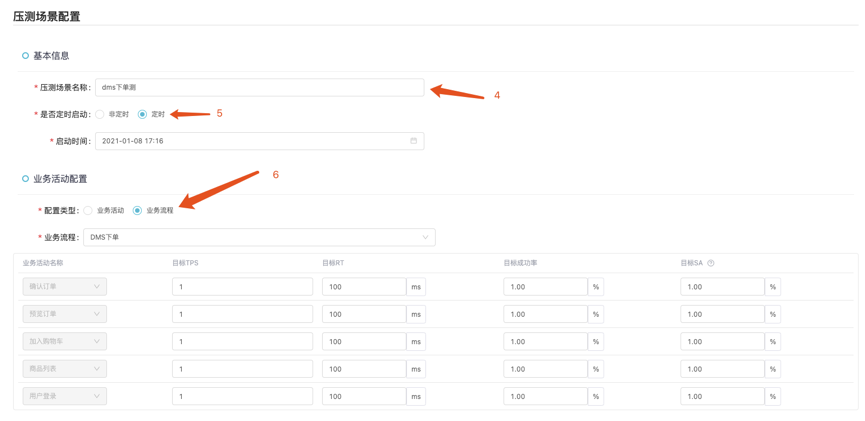 压测场景配置
基本信息
* 压测场景名称: dms下单测
4
* 是否定时启动: 非定时 定时
5
* 启动时间: 2021-01-08 17:16
业务活动配置
6
* 配置类型: 业务活动 业务流程
* 业务流程: DMS下单
业务活动名称 目标TPS 目标RT 目标成功率 目标SA ?
确认订单 1 100 ms 1.00 % 1.00 %
预览订单 1 100 ms 1.00 % 1.00 %
加入购物车 1 100 ms 1.00 % 1.00 %
商品列表 1 100 ms 1.00 % 1.00 %
用户登录 1 100 ms 1.00 % 1.00 %